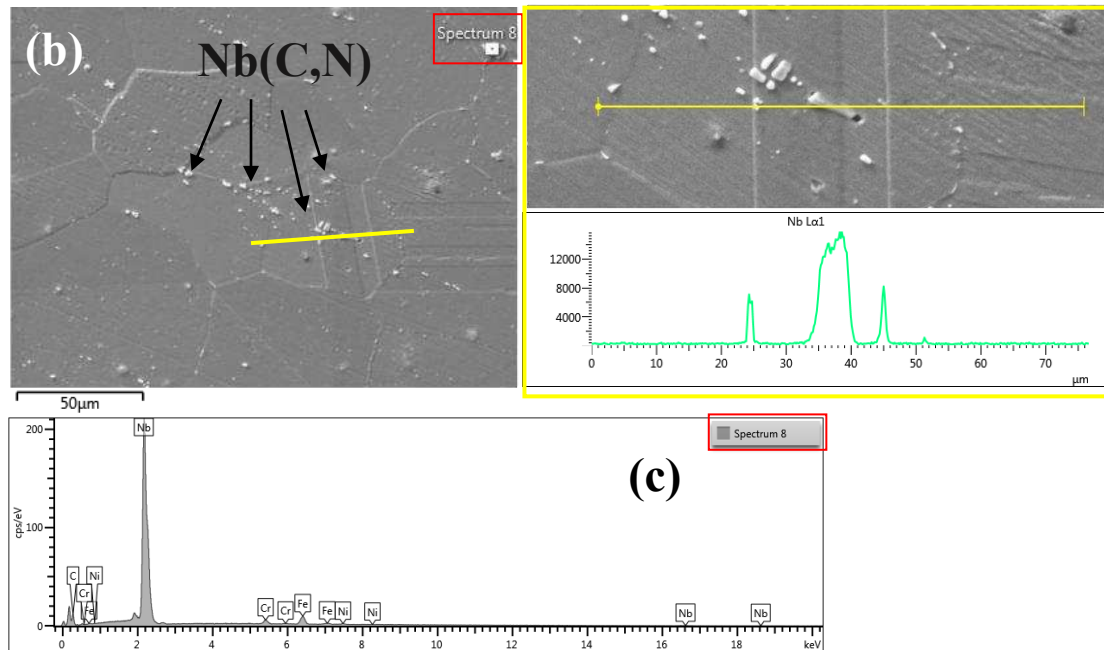 (b)
Nb(C,N)
Spectrum 8
50µm
Nb Lα1
12000
8000
4000
0 10 20 30 40 50 60 70
µm
Spectrum 8
(c)
cps/eV
200
100
0
Nb
C
Ni
Cr
Fe
Cr
Cr
Fe
Fe
Ni
Ni
Nb
Nb
0 2 4 6 8 10 12 14 16 18 keV